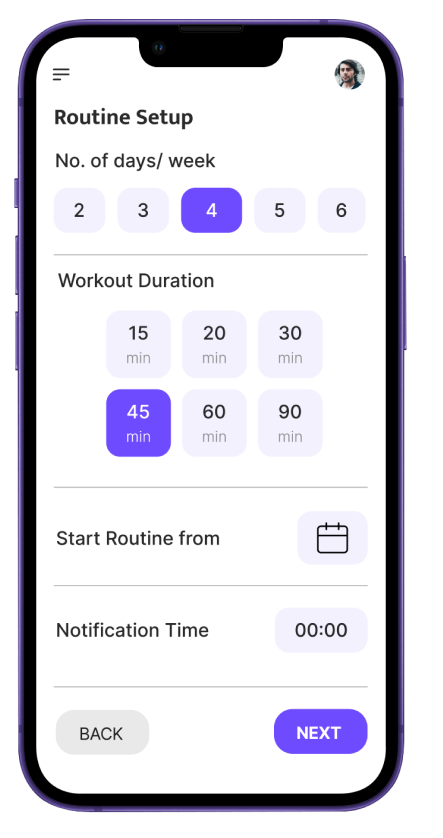 Routine Setup
No. of days/ week
2 3 4 5 6
Workout Duration
15 20 30
min min min
45 60 90
min min min
Start Routine from
Notification Time 00:00
BACK NEXT